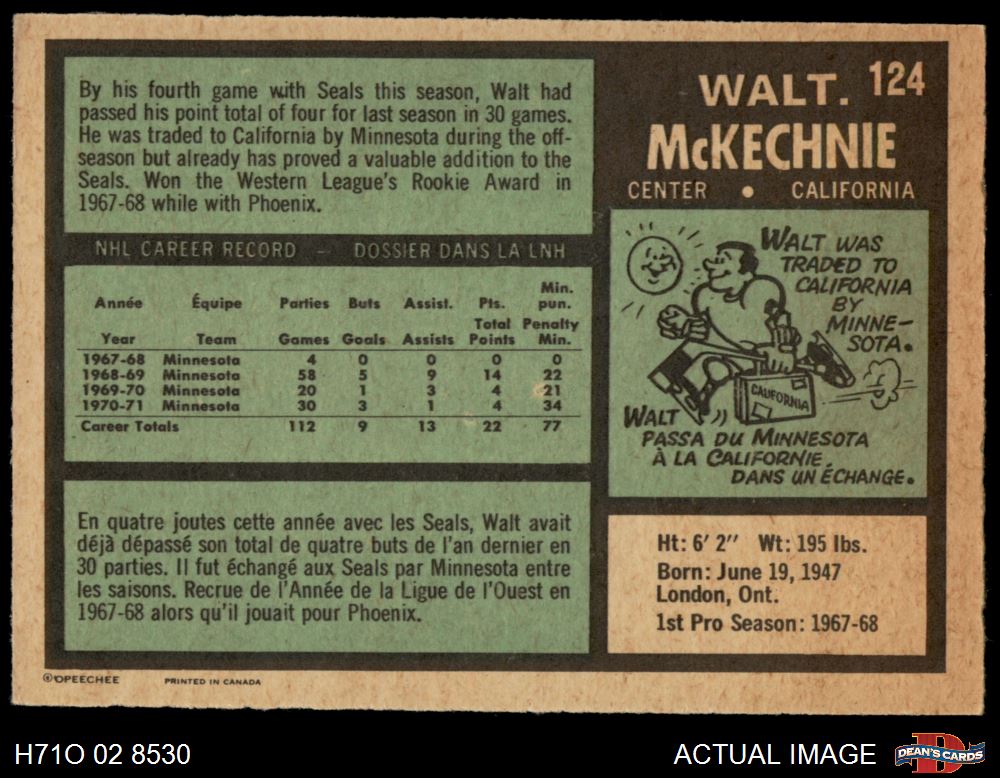 By his fourth game with Seals this season, Walt had
passed his point total of four for last season in 30 games.
He was traded to California by Minnesota during the off-
season but already has proved a valuable addition to the
Seals. Won the Western League's Rookie Award in
1967-68 while with Phoenix.
NHL CAREER RECORD – DOSSIER DANS LA LNH
Année Équipe Parties Buts Assist. Pts. Min. pun.
Year Team Games Goals Assists Total Points Penalty Min.
1967-68 Minnesota 4 0 0 0 0
1968-69 Minnesota 58 5 9 14 22
1969-70 Minnesota 20 1 3 4 21
1970-71 Minnesota 30 3 1 4 34
Career Totals 112 9 13 22 77
En quatre joutes cette année avec les Seals, Walt avait
déjà dépassé son total de quatre buts de l'an dernier en
30 parties. Il fut échangé aux Seals par Minnesota entre
les saisons. Recrue de l'Année de la Ligue de l'Ouest en
1967-68 alors qu'il jouait pour Phoenix.
WALT. 124
McKECHNIE
CENTER • CALIFORNIA
WALT WAS
TRADED TO
CALIFORNIA
BY
MINNE-
SOTA.
CALIFORNIA
WALT
PASSA DU MINNESOTA
À LA CALIFORNIE
DANS UN ÉCHANGE.
Ht: 6' 2" Wt: 195 lbs.
Born: June 19, 1947
London, Ont.
1st Pro Season: 1967-68
© OPEECHEE PRINTED IN CANADA
H71O 02 8530
ACTUAL IMAGE
DEAN'S CARDS